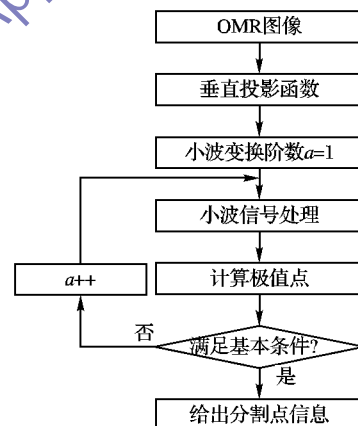 OMR图像
垂直投影函数
小波变换阶数a=1
小波信号处理
计算极值点
a++
否
满足基本条件?
是
给出分割点信息